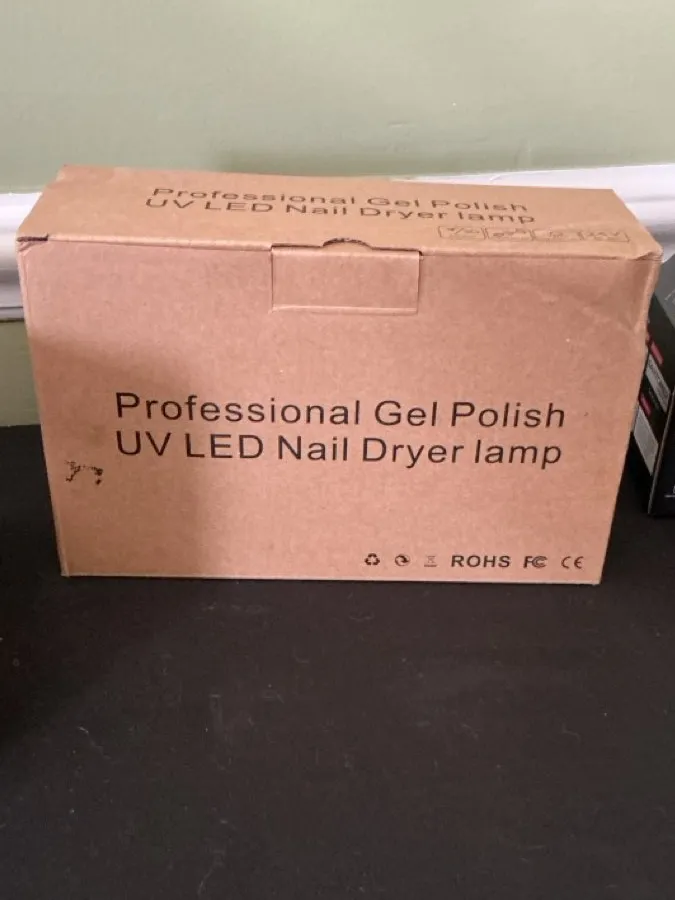 Professional Gel Polish
UV LED Nail Dryer lamp
Professional Gel Polish
UV LED Nail Dryer lamp
ROHS FC CE